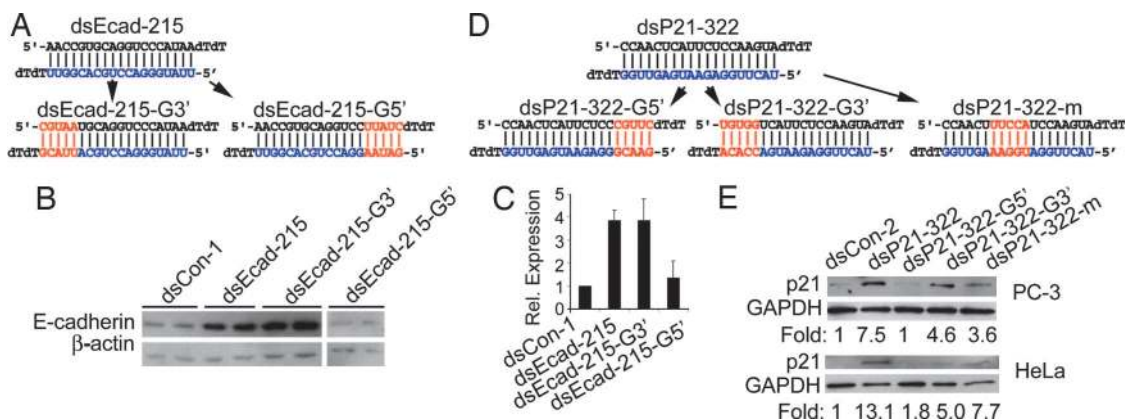 A
dsEcad-215
5'-AACCGUGCAGGUCCCAUAAdTdT
dTdTUUGGCACGUCCAGGGUAUU-5'
dsEcad-215-G3'
5'-CGUAAUGCAGGUCCCAUAAdTdT
dTdTGCAUUACGUCCAGGGUAUU-5'
dsEcad-215-G5'
5'-AACCGUGCAGGUCCUUAUCdTdT
dTdTUUGGCACGUCCAGGAAUAG-5'
B
dsCon-1
dsEcad-215
dsEcad-215-G3'
dsEcad-215-G5'
E-cadherin
β-actin
C
Rel. Expression
5
4
3
2
1
0
dsCon-1
dsEcad-215
dsEcad-215-G3'
dsEcad-215-G5'
D
dsP21-322
5'-CCAACUCAUUCUCCAAGUAdTdT
dTdTGGUUGAGUAAGAGGUUCAU-5'
dsP21-322-G5'
5'-CCAACUCAUUCUCCCGUUCdTdT
dTdTGGUUGAGUAAGAGGGCAAG-5'
dsP21-322-G3'
5'-UGUGGUCAUUCUCCAAGUAdTdT
dTdTACACCAGUAAGAGGUUCAU-5'
dsP21-322-m
5'-CCAACUUUCCAUCCAAGUAdTdT
dTdTGGUUGAAAGGUAGGUUCAU-5'
E
dsCon-2
dsP21-322
dsP21-322-G5'
dsP21-322-G3'
dsP21-322-m
p21
GAPDH
PC-3
Fold: 1 7.5 1 4.6 3.6
p21
GAPDH
HeLa
Fold: 1 13.1 1.8 5.0 7.7